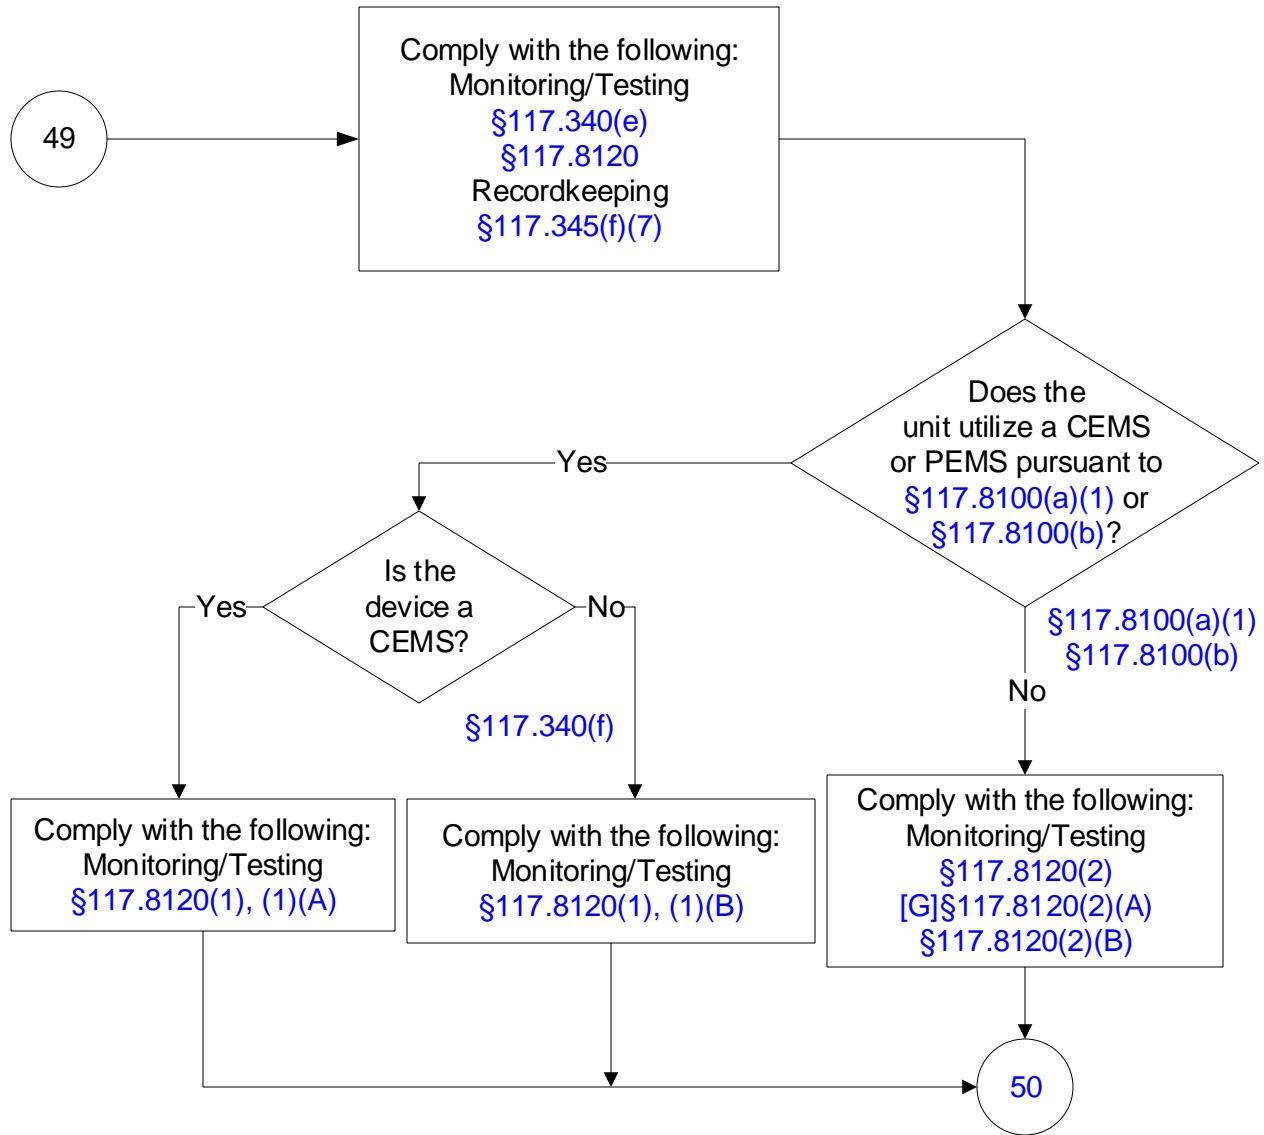 49
Comply with the following:
Monitoring/Testing
§117.340(e)
§117.8120
Recordkeeping
§117.345(f)(7)
Does the
unit utilize a CEMS
or PEMS pursuant to
§117.8100(a)(1) or
§117.8100(b)?
Yes
Is the
device a
CEMS?
Yes
No
§117.8100(a)(1)
§117.8100(b)
No
§117.340(f)
Comply with the following:
Monitoring/Testing
§117.8120(1), (1)(A)
Comply with the following:
Monitoring/Testing
§117.8120(1), (1)(B)
Comply with the following:
Monitoring/Testing
§117.8120(2)
[G]§117.8120(2)(A)
§117.8120(2)(B)
50